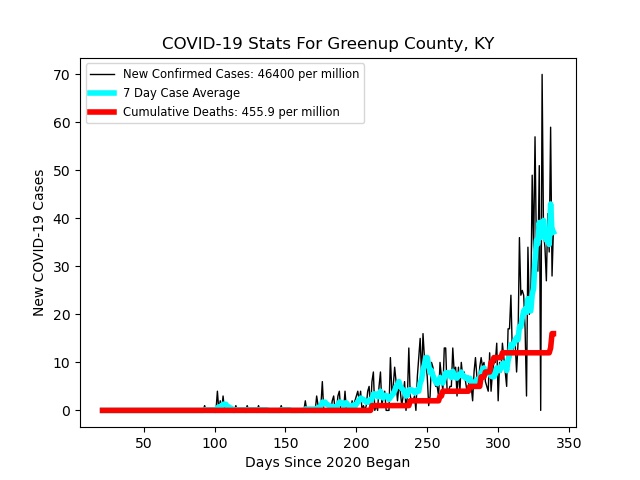 COVID-19 Stats For Greenup County, KY
New Confirmed Cases: 46400 per million
7 Day Case Average
Cumulative Deaths: 455.9 per million
New COVID-19 Cases
70
60
50
40
30
20
10
0
50 100 150 200 250 300 350
Days Since 2020 Began